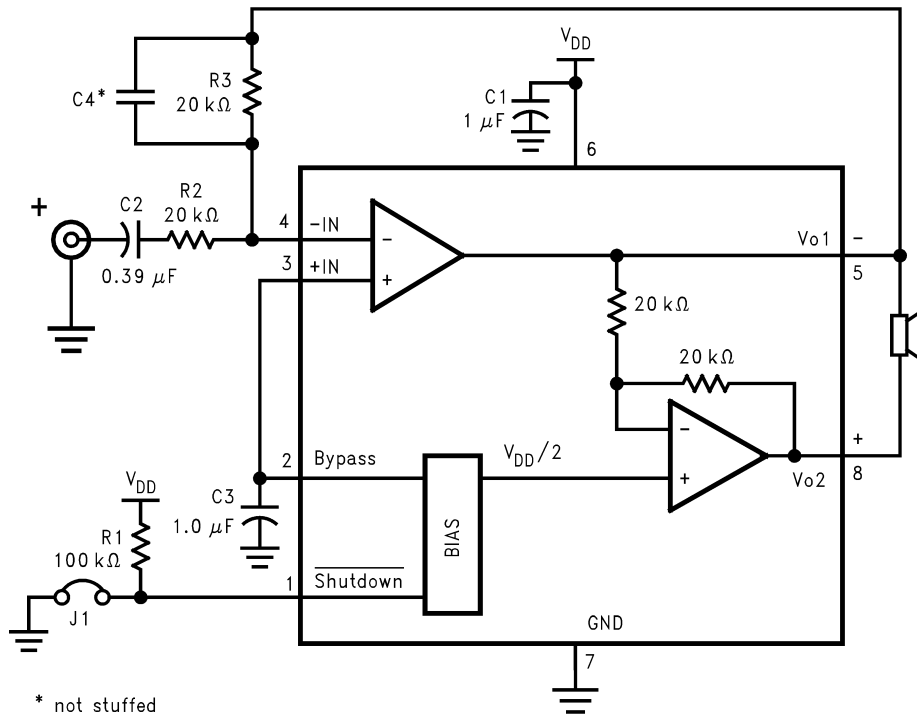 V_DD
C1
1 μF
6
R3
20 kΩ
C4*
+
C2
0.39 μF
R2
20 kΩ
4
-IN
3
+IN
-
+
Vo1
-
5
20 kΩ
20 kΩ
-
+
V_DD/2
+
8
Vo2
2
Bypass
C3
1.0 μF
BIAS
V_DD
R1
100 kΩ
1
Shutdown
J1
GND
7
* not stuffed